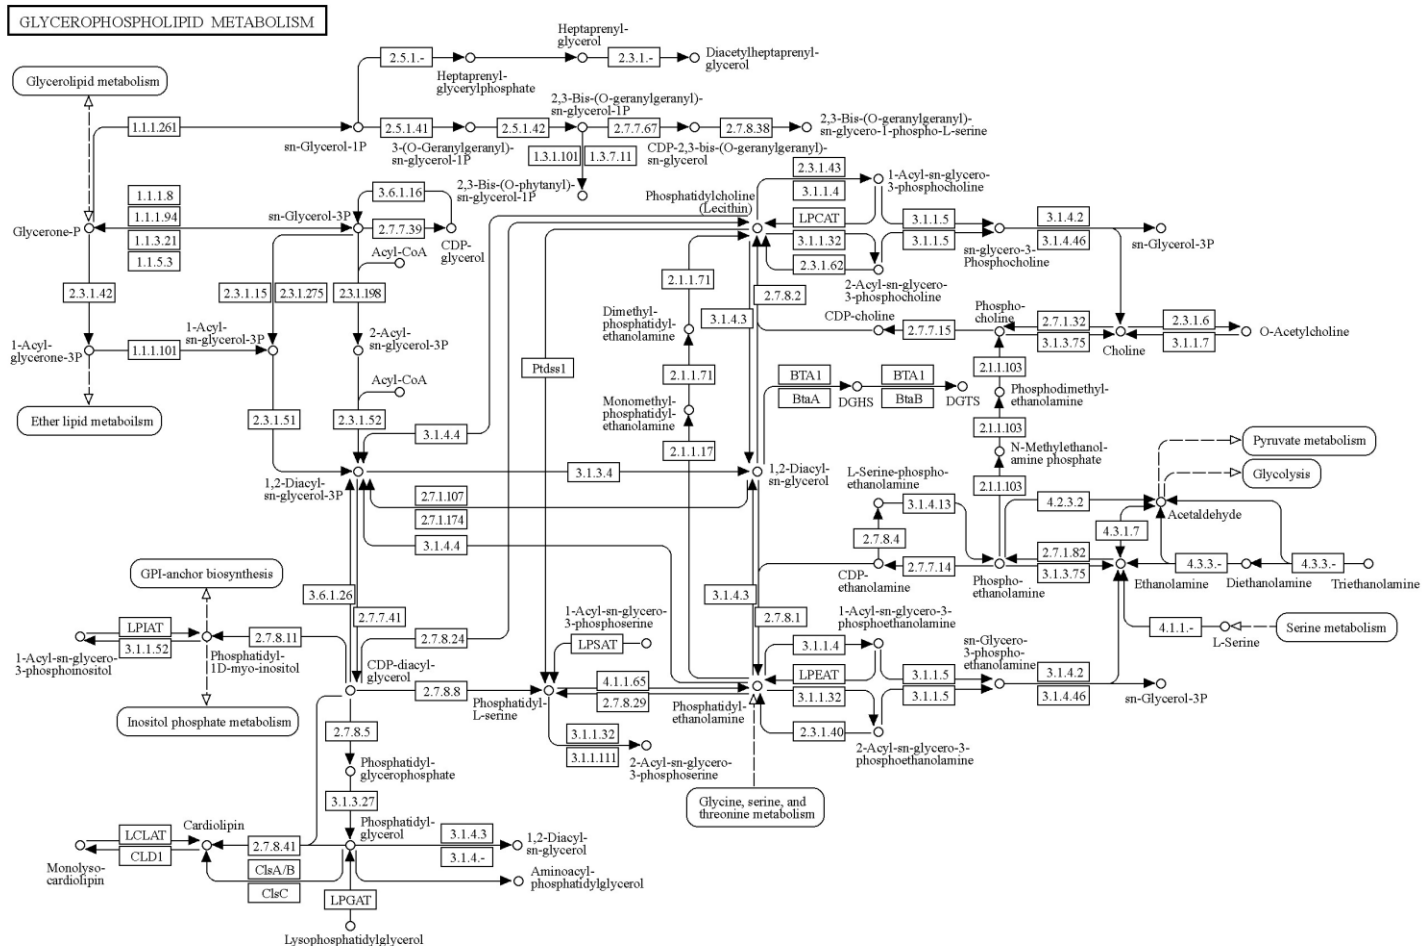 GLYCEROPHOSPHOLIPID METABOLISM
Heptaprenyl-
glycerol
2.5.1.-
2.3.1.-
Diacetylheptaprenyl-
glycerol
Heptaprenyl-
glycerylphosphate
Glycerolipid metabolism
2,3-Bis-(O-geranylgeranyl)-
sn-glycerol-1P
1.1.1.261
2.5.1.41
2.5.1.42
2.7.7.67
2.7.8.38
2,3-Bis-(O-geranylgeranyl)-
sn-glycero-1-phospho-L-serine
sn-Glycerol-1P
3-(O-Geranylgeranyl)-
sn-glycerol-1P
1.3.1.101
1.3.7.11
CDP-2,3-bis-(O-geranylgeranyl)-
sn-glycerol
2,3-Bis-(O-phytanyl)-
sn-glycerol-1P
2.3.1.43
3.1.1.4
1-Acyl-sn-glycero-
3-phosphocholine
Phosphatidylcholine
(Lecithin)
1.1.1.8
1.1.1.94
1.1.3.21
1.1.5.3
3.6.1.16
sn-Glycerol-3P
2.7.7.39
CDP-
glycerol
Glycerone-P
LPCAT
3.1.1.32
2.3.1.62
3.1.1.5
3.1.1.5
3.1.4.2
3.1.4.46
sn-Glycerol-3P
sn-glycero-3-
Phosphocholine
Acyl-CoA
2-Acyl-sn-glycero-
3-phosphocholine
2.3.1.42
2.3.1.15
2.3.1.275
2.3.1.198
2.1.1.71
2.7.8.2
3.1.4.3
Dimethyl-
phosphatidyl-
ethanolamine
CDP-choline
2.7.7.15
Phospho-
choline
2.7.1.32
3.1.3.75
Choline
2.3.1.6
3.1.1.7
O-Acetylcholine
1-Acyl-
glycerone-3P
1.1.1.101
1-Acyl-
sn-glycerol-3P
2-Acyl-
sn-glycerol-3P
Ptdss1
2.1.1.71
2.1.1.103
Acyl-CoA
BTA1
BtaA
DGHS
BTA1
BtaB
DGTS
Phosphodimethyl-
ethanolamine
Monomethyl-
phosphatidyl-
ethanolamine
Ether lipid metaboilsm
2.3.1.51
2.3.1.52
3.1.4.4
2.1.1.17
2.1.1.103
N-Methylethanol-
amine phosphate
Pyruvate metabolism
Glycolysis
1,2-Diacyl-
sn-glycerol-3P
3.1.3.4
1,2-Diacyl-
sn-glycerol
L-Serine-phospho-
ethanolamine
2.1.1.103
2.7.1.107
2.7.1.174
3.1.4.4
3.1.4.13
4.2.3.2
Acetaldehyde
4.3.1.7
2.7.8.4
GPI-anchor biosynthesis
CDP-
ethanolamine
2.7.7.14
Phospho-
ethanolamine
2.7.1.82
3.1.3.75
Ethanolamine
4.3.3.-
Diethanolamine
4.3.3.-
Triethanolamine
3.6.1.26
2.7.7.41
3.1.4.3
2.7.8.1
1-Acyl-sn-glycero-
3-phosphoserine
1-Acyl-sn-glycero-3-
phosphoethanolamine
4.1.1.-
L-Serine
Serine metabolism
LPIAT
3.1.1.52
1-Acyl-sn-glycero-
3-phosphoinositol
2.7.8.11
Phosphatidyl-
1D-myo-inositol
2.7.8.24
LPSAT
3.1.1.4
LPEAT
3.1.1.32
2.3.1.40
3.1.1.5
3.1.1.5
sn-Glycero-
3-phospho-
ethanolamine
3.1.4.2
3.1.4.46
sn-Glycerol-3P
CDP-diacyl-
glycerol
2.7.8.8
Phosphatidyl-
L-serine
4.1.1.65
2.7.8.29
Phosphatidyl-
ethanolamine
Inositol phosphate metabolism
2.7.8.5
3.1.1.32
3.1.1.111
2-Acyl-sn-glycero-
3-phosphoserine
2-Acyl-sn-glycero-3-
phosphoethanolamine
Phosphatidyl-
glycerophosphate
3.1.3.27
Glycine, serine, and
threonine metabolism
Phosphatidyl-
glycerol
Cardiolipin
LCLAT
CLD1
Monolyso-
cardiolipin
2.7.8.41
ClsA/B
ClsC
3.1.4.3
3.1.4.-
1,2-Diacyl-
sn-glycerol
Aminoacyl-
phosphatidylglycerol
LPGAT
Lysophosphatidylglycerol